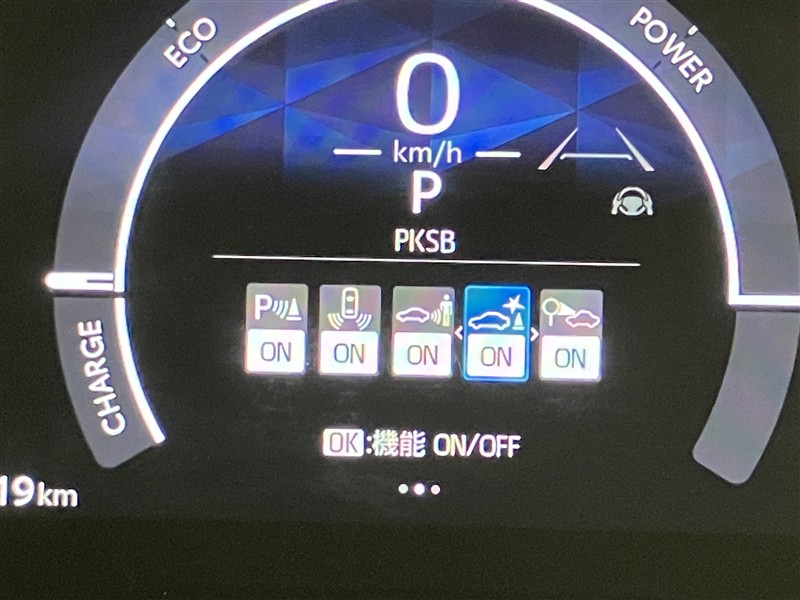 ECO
POWER
0
km/h
P
PKSB
P
ON ON ON ON ON
CHARGE
OK:機能 ON/OFF
19km